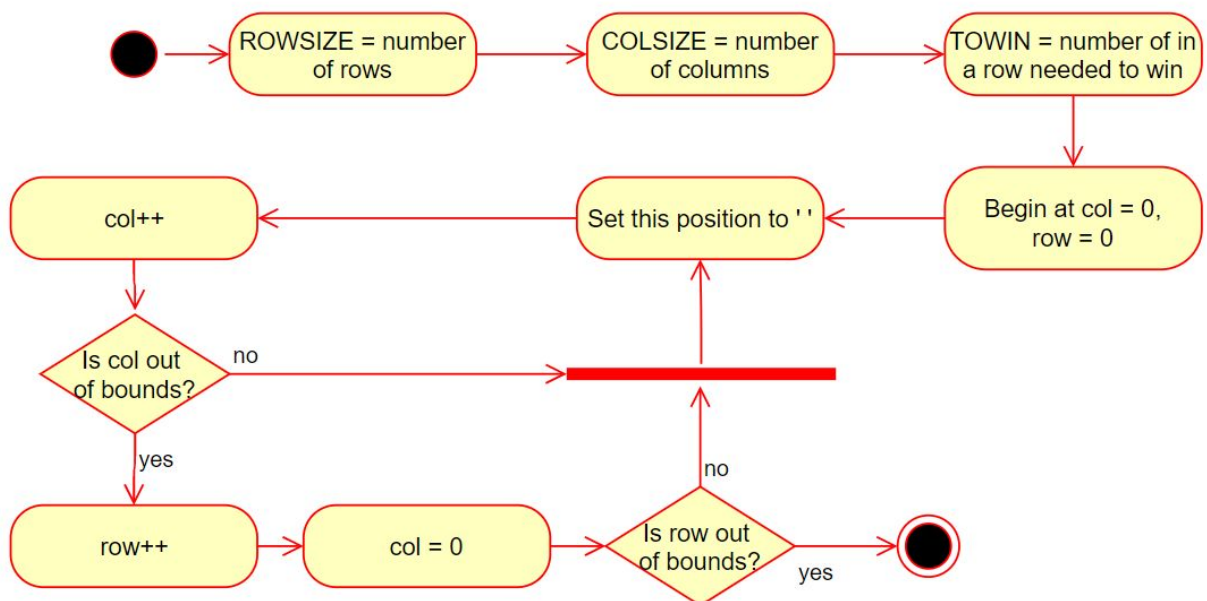 ROWSIZE = number
of rows
COLSIZE = number
of columns
TOWIN = number of in
a row needed to win
Begin at col = 0,
row = 0
Set this position to ' '
col++
Is col out
of bounds?
no
yes
row++
col = 0
Is row out
of bounds?
no
yes